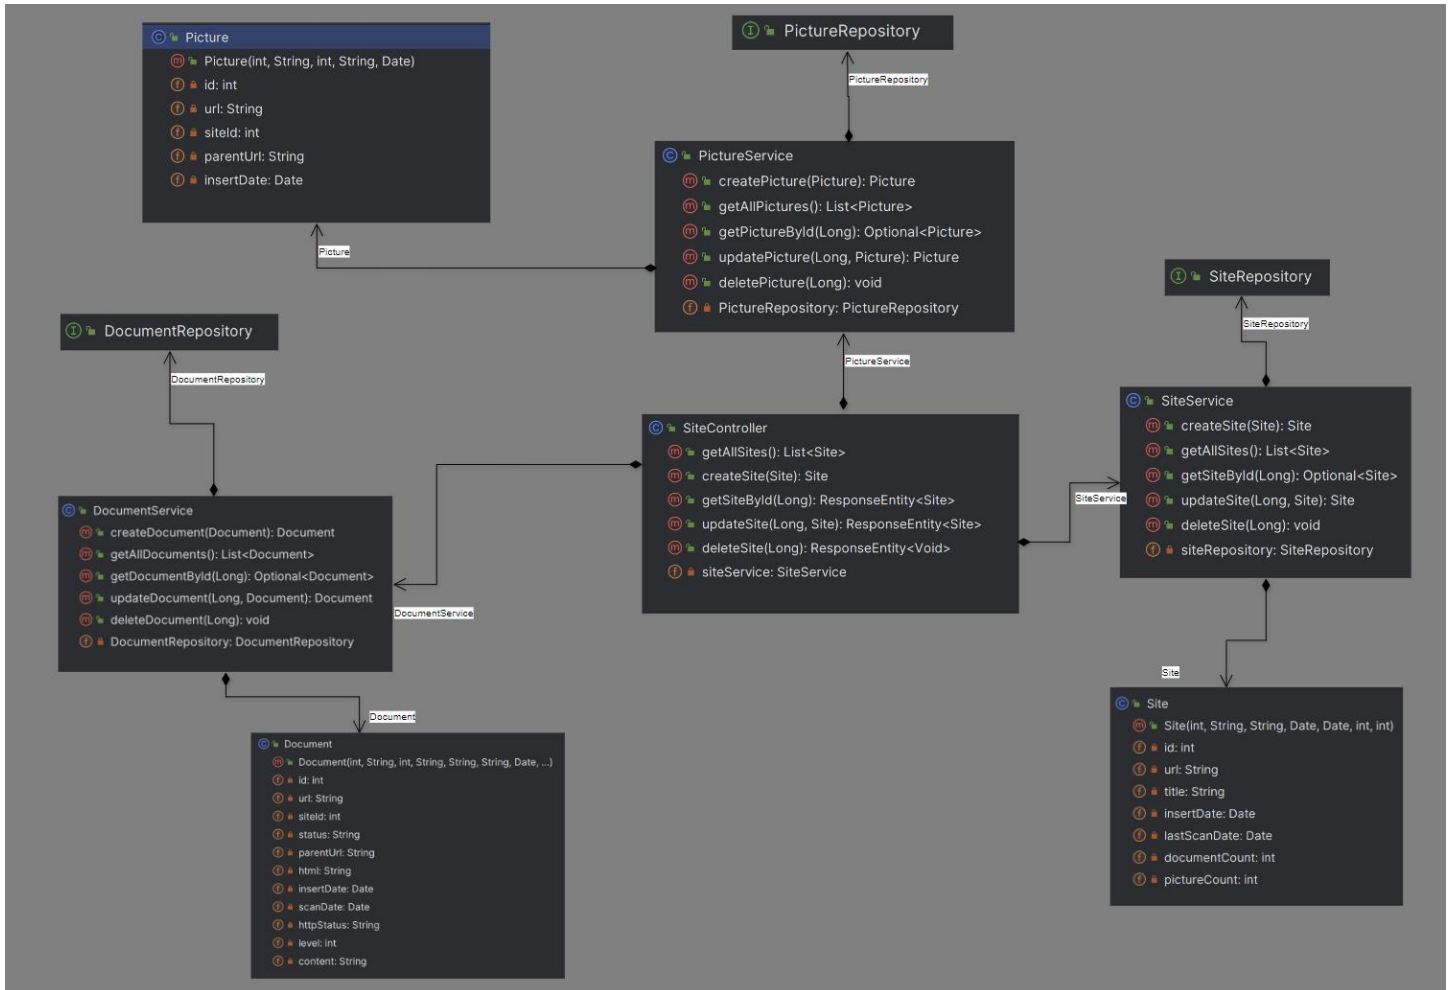 Picture
Picture(int, String, int, String, Date)
id: int
url: String
siteId: int
parentUrl: String
insertDate: Date
Picture
PictureRepository
PictureRepository
PictureService
createPicture(Picture): Picture
getAllPictures(): List<Picture>
getPictureById(Long): Optional<Picture>
updatePicture(Long, Picture): Picture
deletePicture(Long): void
PictureRepository: PictureRepository
PictureService
SiteRepository
SiteRepository
DocumentRepository
DocumentRepository
SiteController
getAllSites(): List<Site>
createSite(Site): Site
getSiteById(Long): ResponseEntity<Site>
updateSite(Long, Site): ResponseEntity<Site>
deleteSite(Long): ResponseEntity<Void>
siteService: SiteService
SiteService
SiteService
createSite(Site): Site
getAllSites(): List<Site>
getSiteById(Long): Optional<Site>
updateSite(Long, Site): Site
deleteSite(Long): void
siteRepository: SiteRepository
DocumentService
createDocument(Document): Document
getAllDocuments(): List<Document>
getDocumentById(Long): Optional<Document>
updateDocument(Long, Document): Document
deleteDocument(Long): void
DocumentRepository: DocumentRepository
DocumentService
Document
Document
Document(int, String, int, String, String, String, Date, ...)
id: int
url: String
siteId: int
status: String
parentUrl: String
html: String
insertDate: Date
scanDate: Date
httpStatus: String
level: int
content: String
Site
Site
Site(int, String, String, Date, Date, int, int)
id: int
url: String
title: String
insertDate: Date
lastScanDate: Date
documentCount: int
pictureCount: int